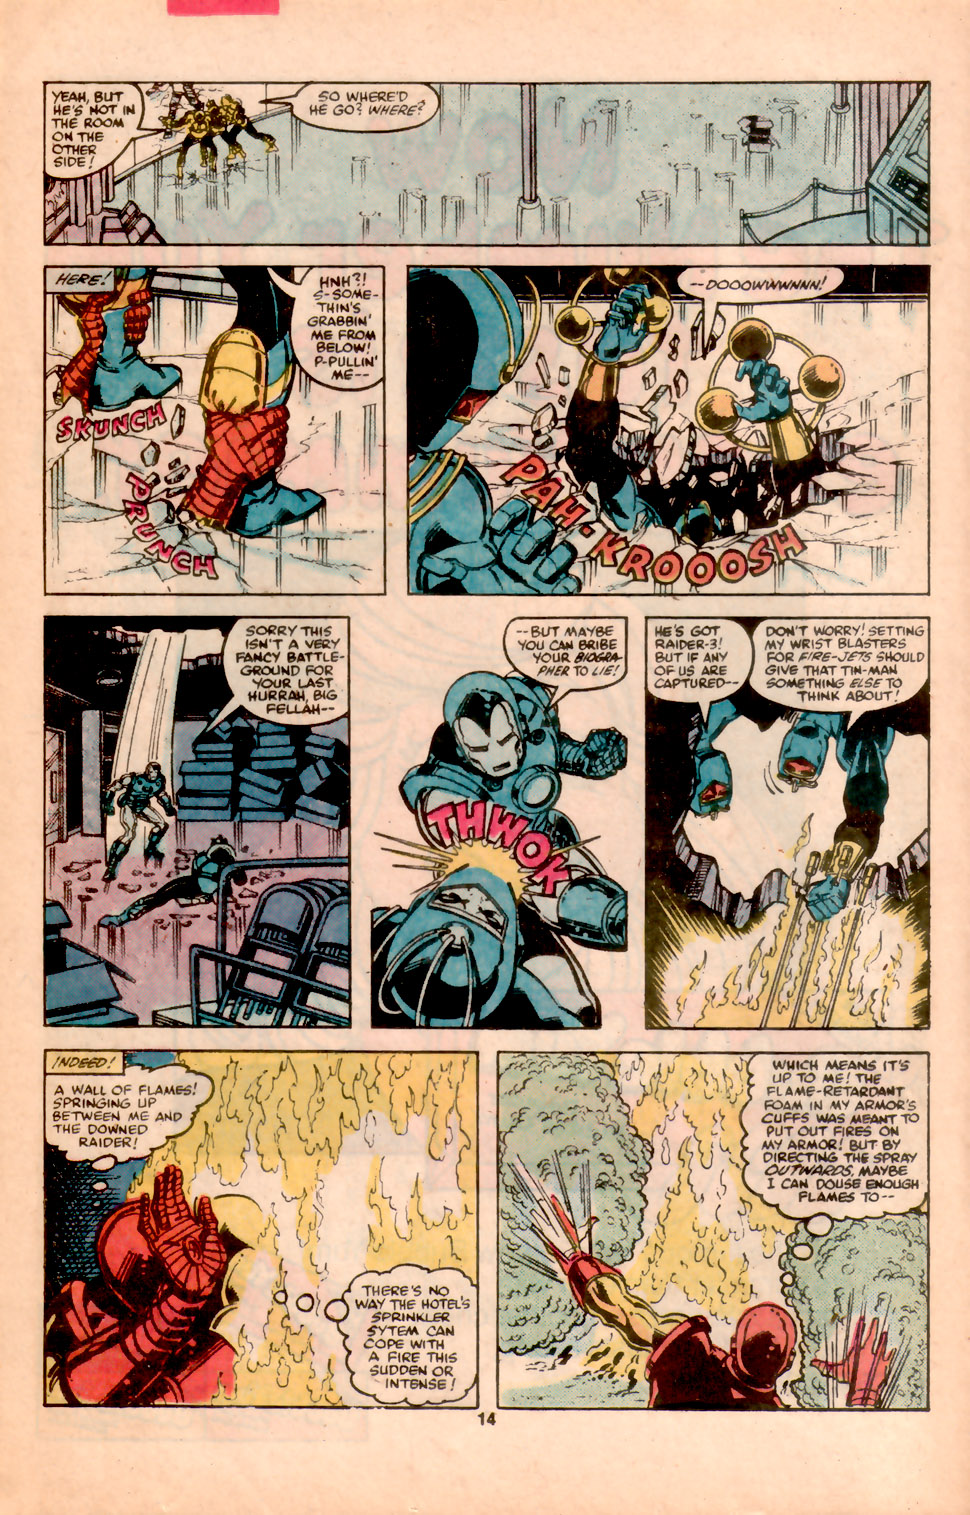 YEAH, BUT
HE'S NOT IN
THE ROOM
ON THE
OTHER
SIDE!
SO WHERE'D
HE GO? WHERE?
HERE!
HNH?!
S-SOME-
THIN'S
GRABBIN'
ME FROM
BELOW!
P-PULLIN'
ME--
SKUNCH
PRUNCH
--DOOOWWWNNN!
PAH-KROOOSH
SORRY THIS
ISN'T A VERY
FANCY BATTLE-
GROUND FOR
YOUR LAST
HURRAH, BIG
FELLAH--
--BUT MAYBE
YOU CAN BRIBE
YOUR BIOGRA-
PHER TO LIE!
THWOK
HE'S GOT
RAIDER-3!
BUT IF ANY
OF US ARE
CAPTURED--
DON'T WORRY! SETTING
MY WRIST BLASTERS
FOR FIRE-JETS SHOULD
GIVE THAT TIN-MAN
SOMETHING ELSE TO
THINK ABOUT!
INDEED!
A WALL OF FLAMES!
SPRINGING UP
BETWEEN ME AND
THE DOWNED
RAIDER!
THERE'S NO
WAY THE HOTEL'S
SPRINKLER
SYTEM CAN
COPE WITH
A FIRE THIS
SUDDEN OR
INTENSE!
WHICH MEANS IT'S
UP TO ME! THE
FLAME-RETARDANT
FOAM IN MY ARMOR'S
CUFFS WAS MEANT TO
PUT OUT FIRES ON
MY ARMOR! BUT BY
DIRECTING THE SPRAY
OUTWARDS, MAYBE
I CAN DOUSE ENOUGH
FLAMES TO--
14